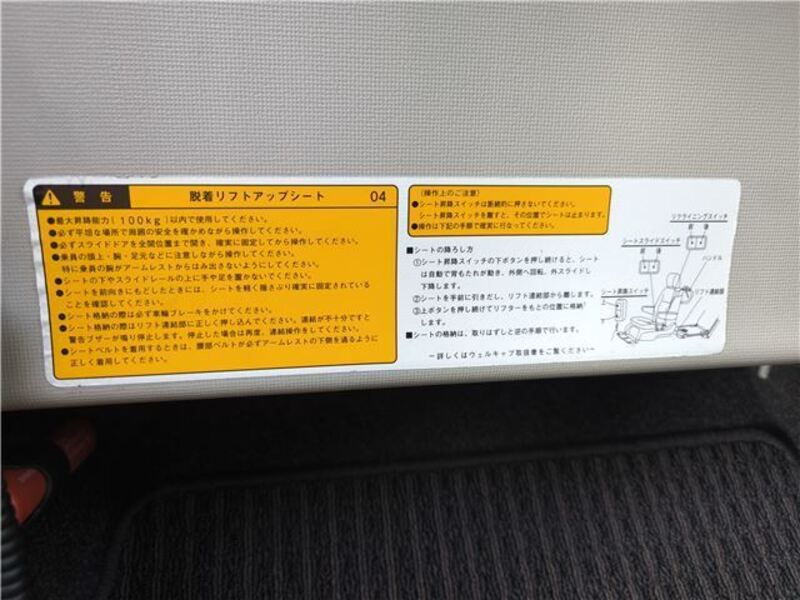 警告 脱着リフトアップシート 04
●最大昇降能力(100kg)以内で使用してください。
●必ず平坦な場所で周囲の安全を確かめながら操作してください。
●必ずスライドドアを全開位置まで開き、確実に固定してから操作してください。
●乗員の頭上・胸・足元などに注意しながら操作してください。
特に乗員の腕がアームレストからはみ出さないようにしてください。
●シートの下やスライドレールの上に手や足を置かないでください。
●シートを前向きにもどしたときには、シートを軽く揺さぶり確実に固定されている
ことを確認してください。
●シート格納の際は必ず車輪ブレーキをかけてください。
●シート格納の際はリフト連結部に正しく押し込んでください。連結が不十分ですと
警告ブザーが鳴り停止します。停止した場合は再度、連結操作をしてください。
●シートベルトを着用するときは、腰部ベルトが必ずアームレストの下側を通るように
正しく着用してください。
(操作上のご注意)
●シート昇降スイッチは断続的に押さないでください。
シート昇降スイッチを離すと、その位置でシートは止まります。
●操作は下記の手順で確実に行なってください。
■シートの降ろし方
①シート昇降スイッチの下ボタンを押し続けると、シート
は自動で背もたれが動き、外側へ回転、外スライドし
下降します。
②シートを手前に引きだし、リフト連結部から離します。
③上ボタンを押し続けてリフターをもとの位置に格納
します。
■シートの格納は、取りはずしと逆の手順で行います。
~詳しくはウェルキャブ取扱書をご覧ください~
リクライニングスイッチ
前 後
シートスライドスイッチ
前 後
ハンドル
シート昇降スイッチ
リフト連結部
上
下